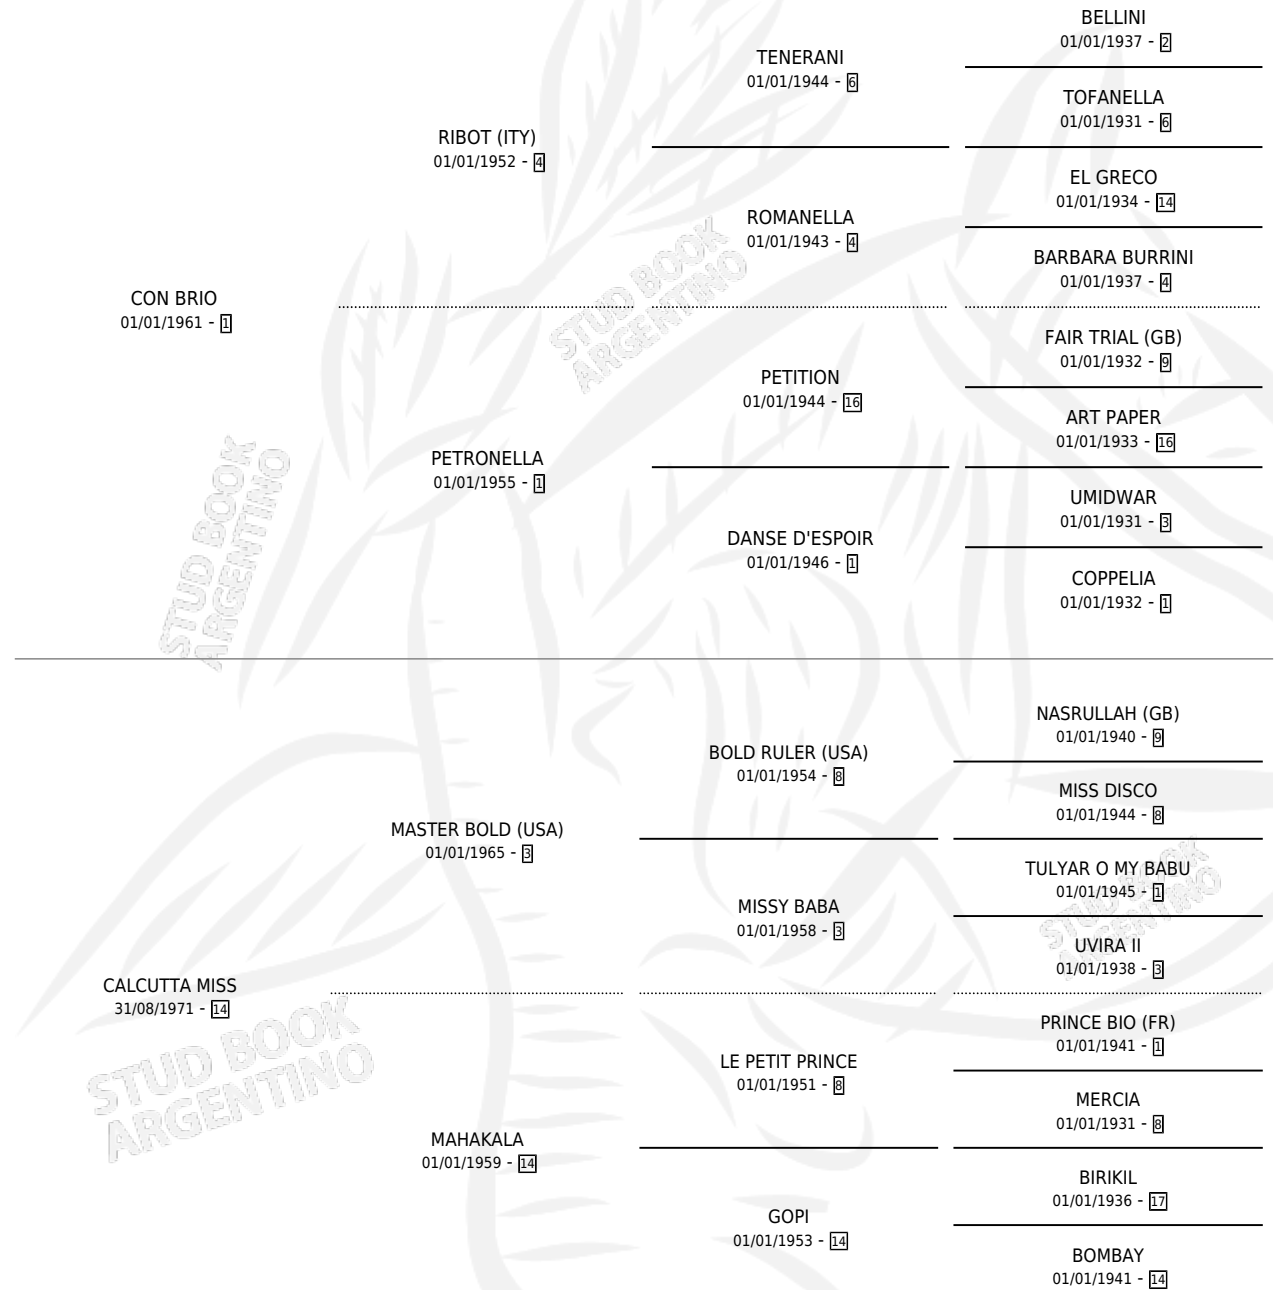 BELLINI
01/01/1937 - 2
TENERANI
01/01/1944 - 6
TOFANELLA
01/01/1931 - 6
RIBOT (ITY)
01/01/1952 - 4
EL GRECO
01/01/1934 - 14
ROMANELLA
01/01/1943 - 4
BARBARA BURRINI
01/01/1937 - 4
CON BRIO
01/01/1961 - 1
FAIR TRIAL (GB)
01/01/1932 - 9
PETITION
01/01/1944 - 16
ART PAPER
01/01/1933 - 16
PETRONELLA
01/01/1955 - 1
UMIDWAR
01/01/1931 - 3
DANSE D'ESPOIR
01/01/1946 - 1
COPPELIA
01/01/1932 - 1
STUD BOOK
ARGENTINO
STUD BOOK
ARGENTINO
NASRULLAH (GB)
01/01/1940 - 9
BOLD RULER (USA)
01/01/1954 - 8
MISS DISCO
01/01/1944 - 8
MASTER BOLD (USA)
01/01/1965 - 3
TULYAR O MY BABU
01/01/1945 - 1
MISSY BABA
01/01/1958 - 3
UVIRA II
01/01/1938 - 3
CALCUTTA MISS
31/08/1971 - 14
PRINCE BIO (FR)
01/01/1941 - 1
LE PETIT PRINCE
01/01/1951 - 8
MERCIA
01/01/1931 - 8
MAHAKALA
01/01/1959 - 14
BIRIKIL
01/01/1936 - 17
GOPI
01/01/1953 - 14
BOMBAY
01/01/1941 - 14
STUD BOOK
ARGENTINO
STUD BOOK
ARGENTINO